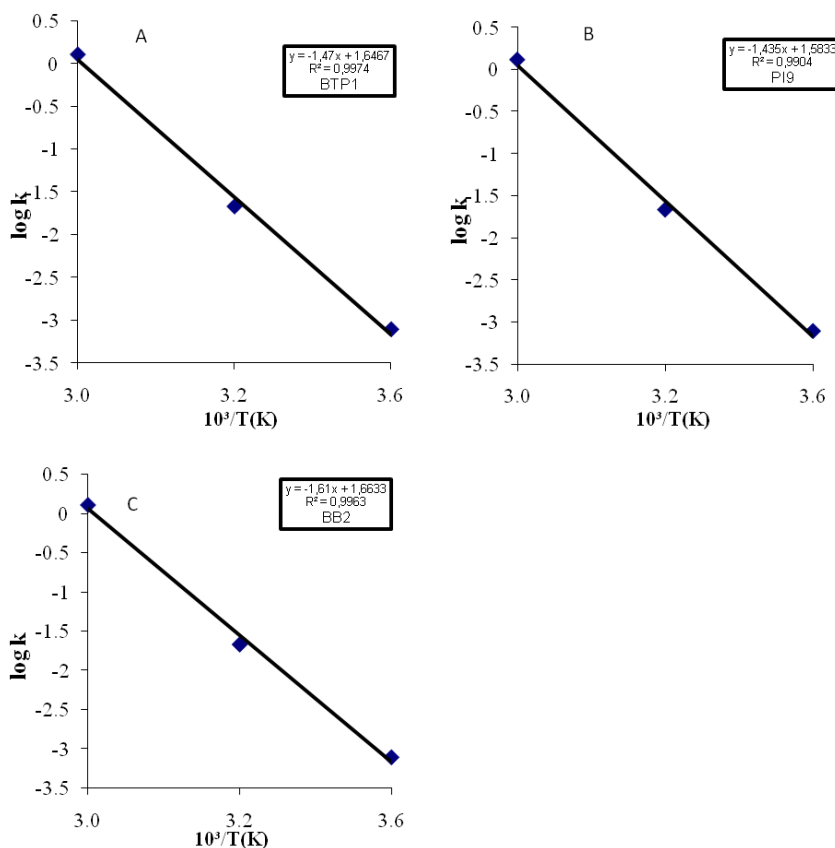 A
y = -1,47x + 1,6467
R² = 0,9974
BTP1
0.5
0
-0.5
-1
-1.5
-2
-2.5
-3
-3.5
log k
3.0
3.2
3.6
10³/T(K)
B
y = -1,435x + 1,5833
R² = 0,9904
PI9
0.5
0
-0.5
-1
-1.5
-2
-2.5
-3
-3.5
log k
3.0
3.2
3.6
10³/T(K)
C
y = -1,61x + 1,6633
R² = 0,9963
BB2
0.5
0
-0.5
-1
-1.5
-2
-2.5
-3
-3.5
log k
3.0
3.2
3.6
10³/T(K)